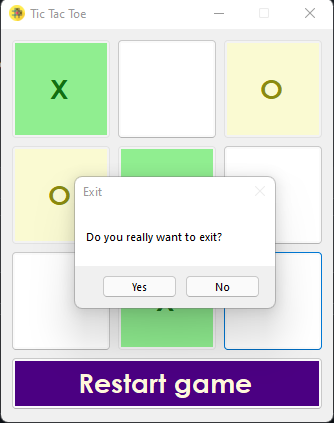 Tic Tac Toe
X
O
O
Exit
Do you really want to exit?
Yes
No
Restart game